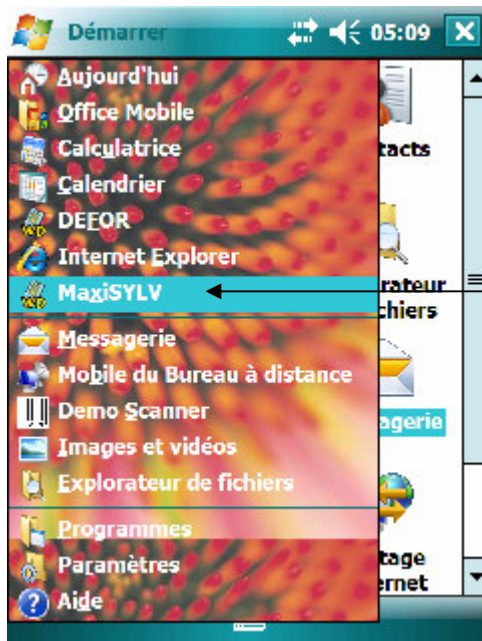 Démarrer 05:09
Aujourd'hui
Office Mobile
Calculatrice
tacts
Calendrier
DEFOR
Internet Explorer
MaxiSYLV
rateur
chiers
Messagerie
Mobile du Bureau à distance
Demo Scanner
agerie
Images et vidéos
Explorateur de fichiers
Programmes
Paramètres
tage
ernet
Aide